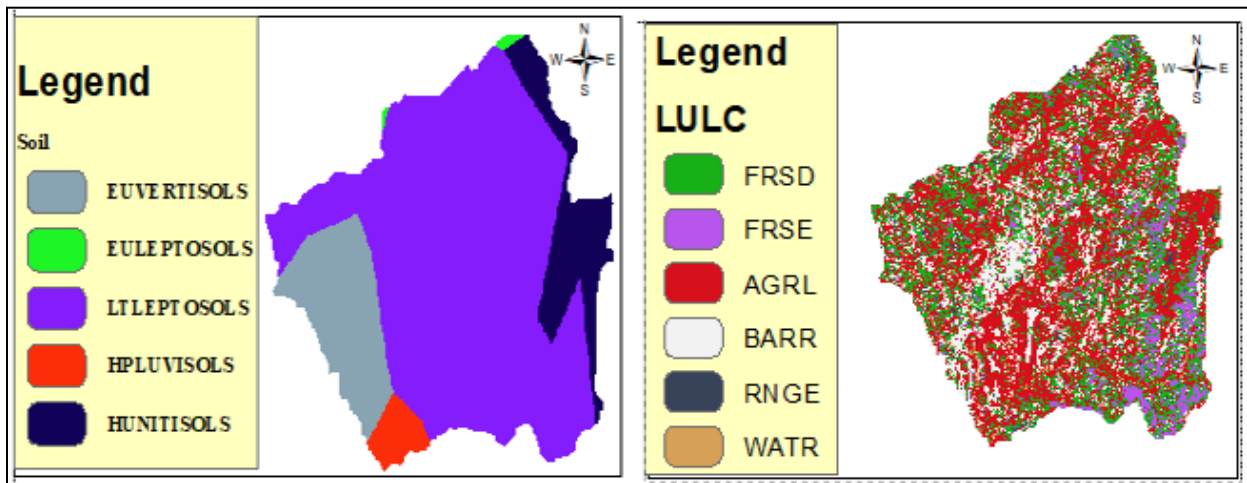 Legend
Soil
EUVERTISOLS
EULEPTOSOLS
LTLEPTOSOLS
HPLUVISOLS
HUNITISOLS
N
W E
S
Legend
LULC
FRSD
FRSE
AGRL
BARR
RNGE
WATR
N
W E
S